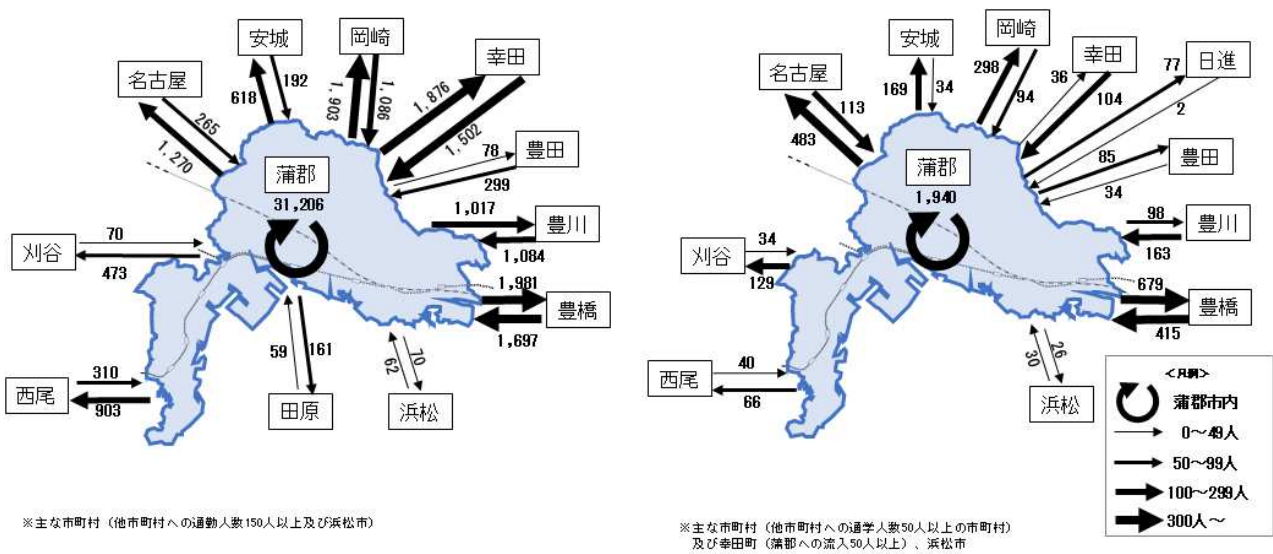 安城
192
618
岡崎
1,903
1,086
幸田
1,876
1,502
名古屋
265
1,270
豊田
78
299
蒲郡
31,206
豊川
1,017
1,084
刈谷
70
473
豊橋
1,981
1,697
西尾
310
903
田原
59
161
浜松
70
62
※主な市町村（他市町村への通勤人数150人以上及び浜松市）
安城
169
34
岡崎
298
94
幸田
36
104
日進
77
2
名古屋
113
483
豊田
85
34
蒲郡
1,940
豊川
98
163
刈谷
34
129
豊橋
679
415
西尾
40
66
浜松
26
30
<凡例>
蒲郡市内
0～49人
50～99人
100～299人
300人～
※主な市町村（他市町村への通学人数50人以上の市町村）
及び幸田町（蒲郡への流入50人以上）、浜松市